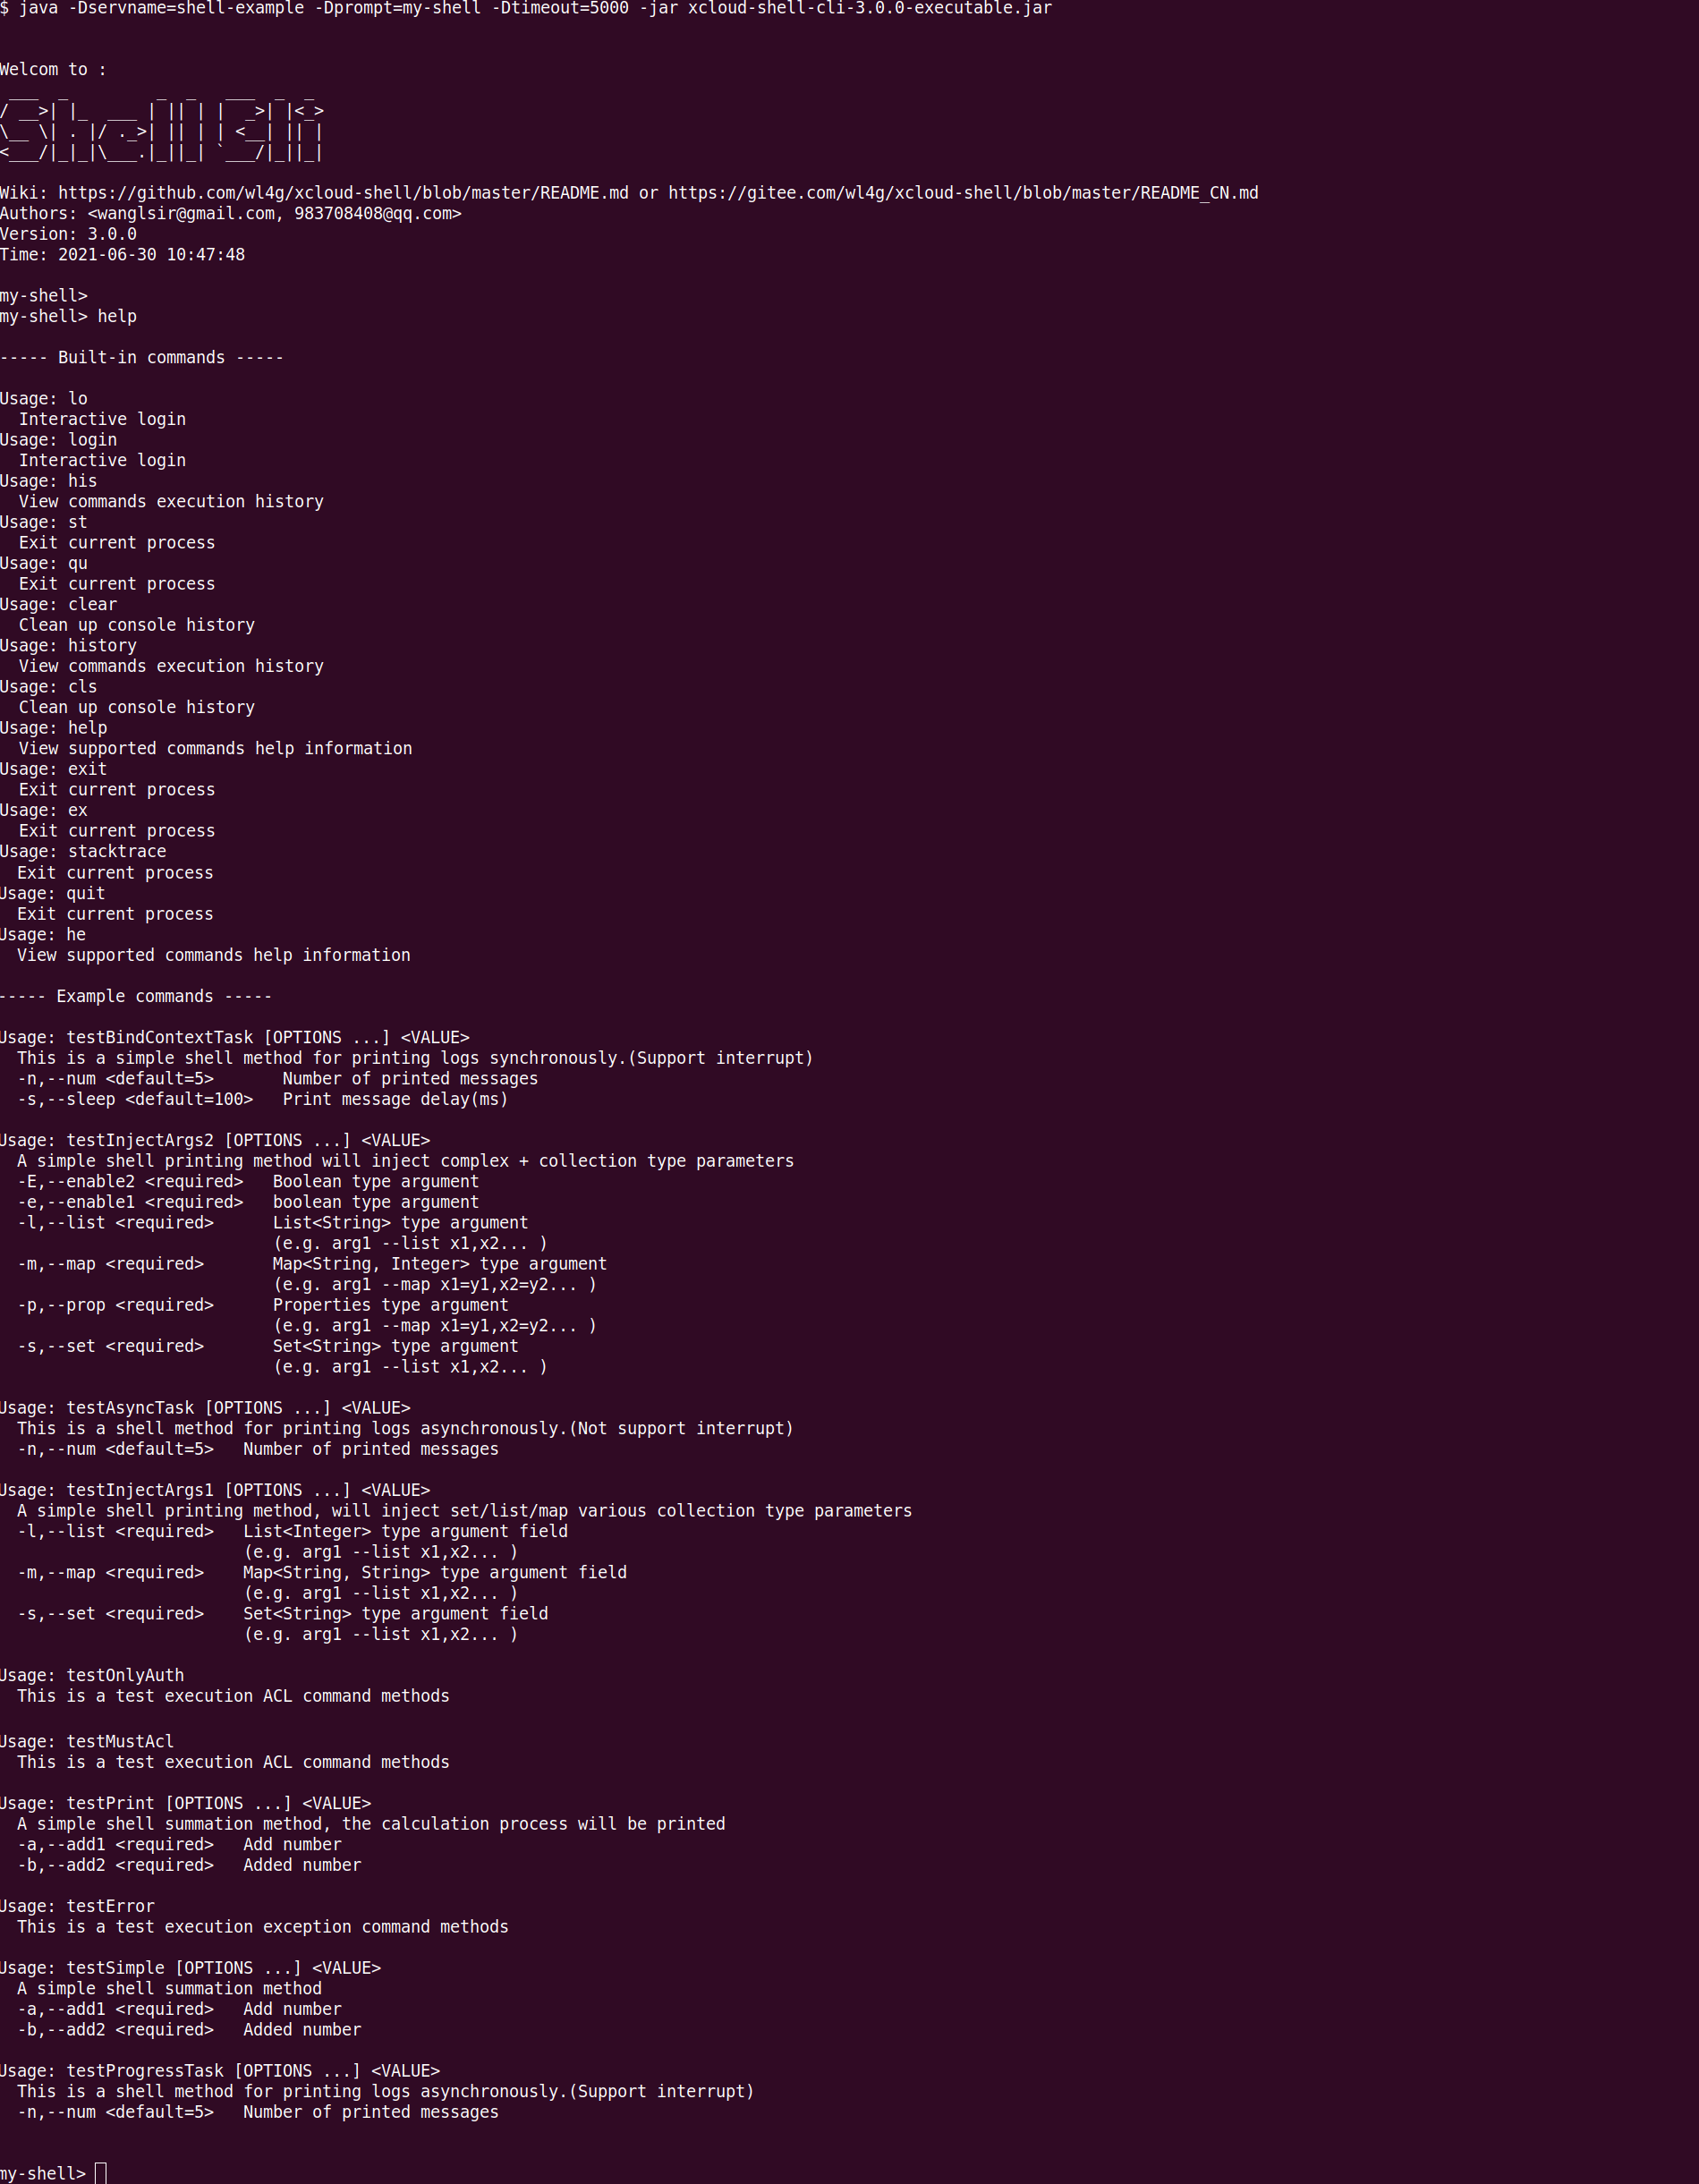 $ java -Dservname=shell-example -Dprompt=my-shell -Dtimeout=5000 -jar xcloud-shell-cli-3.0.0-executable.jar
Welcom to :
 ___  _         _  _   ___  _  _
/ __>| |_  ___ | || | |  _>| |<_>
\__ \| . |/ ._>| || | | <__| || |
<___/|_|_|\___.|_||_| `___/|_||_|
Wiki: https://github.com/wl4g/xcloud-shell/blob/master/README.md or https://gitee.com/wl4g/xcloud-shell/blob/master/README_CN.md
Authors: <wanglsir@gmail.com, 983708408@qq.com>
Version: 3.0.0
Time: 2021-06-30 10:47:48
my-shell>
my-shell> help
----- Built-in commands -----
Usage: lo
  Interactive login
Usage: login
  Interactive login
Usage: his
  View commands execution history
Usage: st
  Exit current process
Usage: qu
  Exit current process
Usage: clear
  Clean up console history
Usage: history
  View commands execution history
Usage: cls
  Clean up console history
Usage: help
  View supported commands help information
Usage: exit
  Exit current process
Usage: ex
  Exit current process
Usage: stacktrace
  Exit current process
Usage: quit
  Exit current process
Usage: he
  View supported commands help information
----- Example commands -----
Usage: testBindContextTask [OPTIONS ...] <VALUE>
  This is a simple shell method for printing logs synchronously.(Support interrupt)
  -n,--num <default=5>       Number of printed messages
  -s,--sleep <default=100>   Print message delay(ms)
Usage: testInjectArgs2 [OPTIONS ...] <VALUE>
  A simple shell printing method will inject complex + collection type parameters
  -E,--enable2 <required>   Boolean type argument
  -e,--enable1 <required>   boolean type argument
  -l,--list <required>      List<String> type argument
                            (e.g. arg1 --list x1,x2... )
  -m,--map <required>       Map<String, Integer> type argument
                            (e.g. arg1 --map x1=y1,x2=y2... )
  -p,--prop <required>      Properties type argument
                            (e.g. arg1 --map x1=y1,x2=y2... )
  -s,--set <required>       Set<String> type argument
                            (e.g. arg1 --list x1,x2... )
Usage: testAsyncTask [OPTIONS ...] <VALUE>
  This is a shell method for printing logs asynchronously.(Not support interrupt)
  -n,--num <default=5>   Number of printed messages
Usage: testInjectArgs1 [OPTIONS ...] <VALUE>
  A simple shell printing method, will inject set/list/map various collection type parameters
  -l,--list <required>   List<Integer> type argument field
                         (e.g. arg1 --list x1,x2... )
  -m,--map <required>    Map<String, String> type argument field
                         (e.g. arg1 --list x1,x2... )
  -s,--set <required>    Set<String> type argument field
                         (e.g. arg1 --list x1,x2... )
Usage: testOnlyAuth
  This is a test execution ACL command methods
Usage: testMustAcl
  This is a test execution ACL command methods
Usage: testPrint [OPTIONS ...] <VALUE>
  A simple shell summation method, the calculation process will be printed
  -a,--add1 <required>   Add number
  -b,--add2 <required>   Added number
Usage: testError
  This is a test execution exception command methods
Usage: testSimple [OPTIONS ...] <VALUE>
  A simple shell summation method
  -a,--add1 <required>   Add number
  -b,--add2 <required>   Added number
Usage: testProgressTask [OPTIONS ...] <VALUE>
  This is a shell method for printing logs asynchronously.(Support interrupt)
  -n,--num <default=5>   Number of printed messages
my-shell>